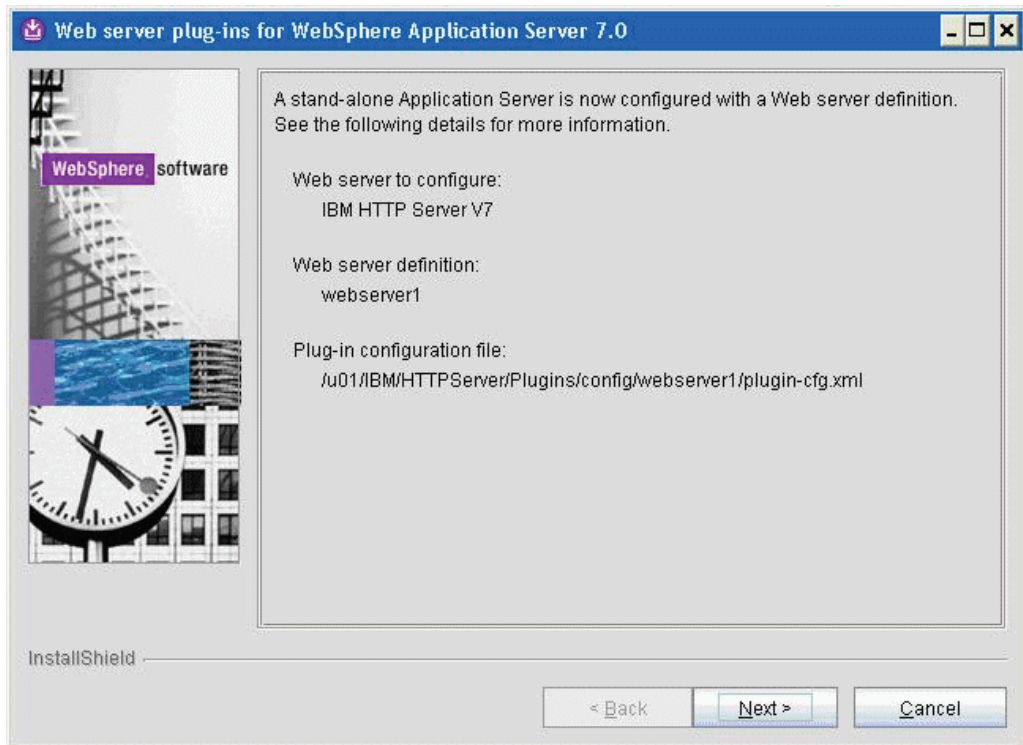 Web server plug-ins for WebSphere Application Server 7.0
WebSphere software
A stand-alone Application Server is now configured with a Web server definition.
See the following details for more information.
Web server to configure:
IBM HTTP Server V7
Web server definition:
webserver1
Plug-in configuration file:
/u01/IBM/HTTPServer/Plugins/config/webserver1/plugin-cfg.xml
InstallShield
< Back
Next >
Cancel